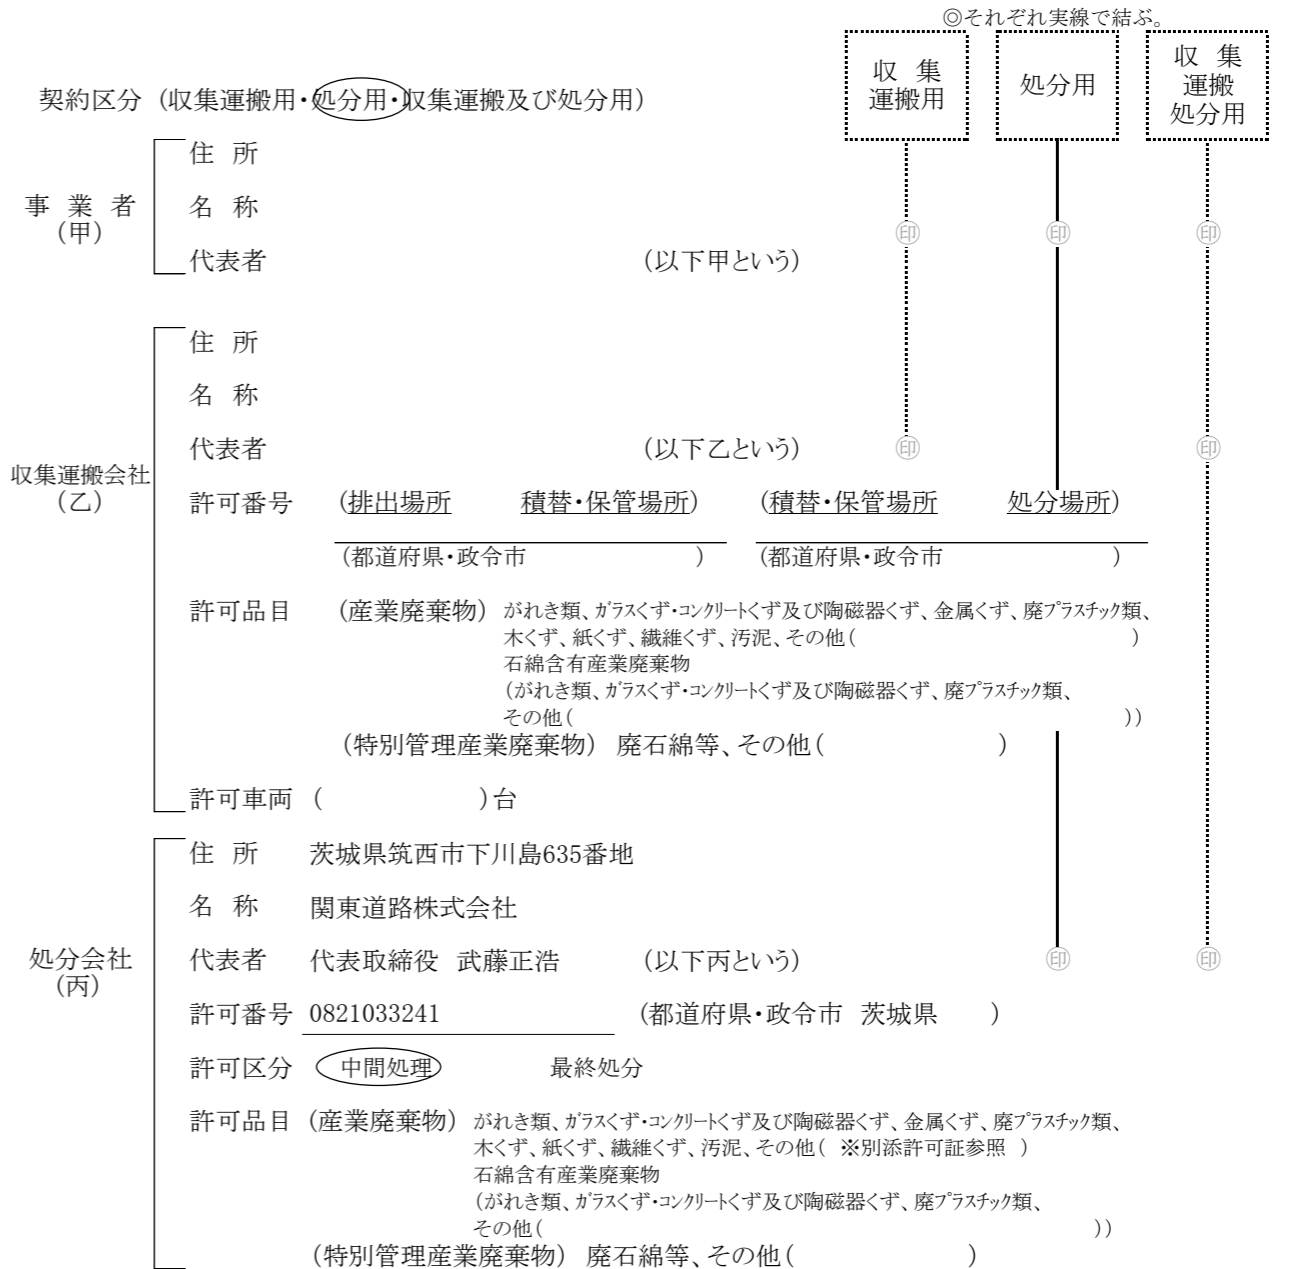 ◎それぞれ実線で結ぶ。
収 集
運搬用
処分用
収 集
運搬
処分用
契約区分 (収集運搬用・処分用・収集運搬及び処分用)
事 業 者
(甲)
住 所
名 称
代表者 (以下甲という)
㊞ ㊞ ㊞
収集運搬会社
(乙)
住 所
名 称
代表者 (以下乙という) ㊞ ㊞
許可番号 (排出場所 積替・保管場所) (積替・保管場所 処分場所)
(都道府県・政令市 ) (都道府県・政令市 )
許可品目 (産業廃棄物) がれき類、ガラスくず・コンクリートくず及び陶磁器くず、金属くず、廃プラスチック類、
木くず、紙くず、繊維くず、汚泥、その他( )
石綿含有産業廃棄物
(がれき類、ガラスくず・コンクリートくず及び陶磁器くず、廃プラスチック類、
その他( ))
(特別管理産業廃棄物) 廃石綿等、その他( )
許可車両 ( )台
処分会社
(丙)
住 所 茨城県筑西市下川島635番地
名 称 関東道路株式会社
代表者 代表取締役 武藤正浩 (以下丙という) ㊞ ㊞
許可番号 0821033241 (都道府県・政令市 茨城県 )
許可区分 中間処理 最終処分
許可品目 (産業廃棄物) がれき類、ガラスくず・コンクリートくず及び陶磁器くず、金属くず、廃プラスチック類、
木くず、紙くず、繊維くず、汚泥、その他( ※別添許可証参照 )
石綿含有産業廃棄物
(がれき類、ガラスくず・コンクリートくず及び陶磁器くず、廃プラスチック類、
その他( ))
(特別管理産業廃棄物) 廃石綿等、その他( )